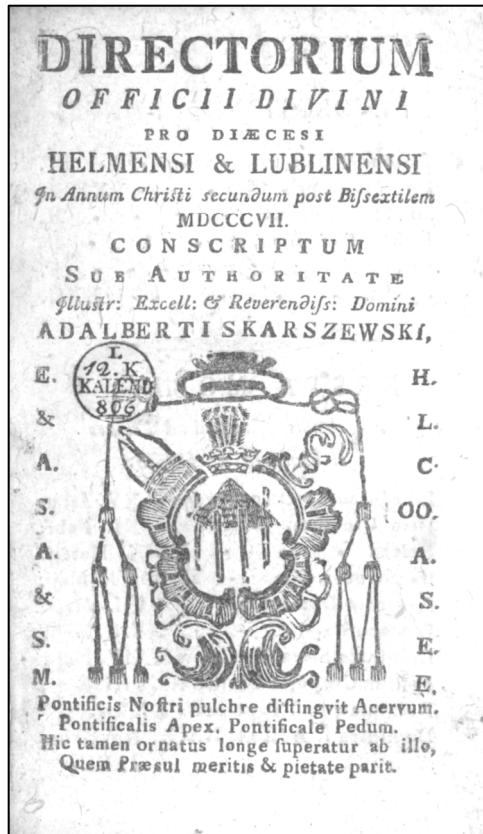 DIRECTORIUM
OFFICII DIVINI
PRO DIÆCESI
HELMENSI & LUBLINENSI
In Annum Chriſti secundum post Biſsextilem
MDCCCVII.
CONSCRIPTUM
SUB AUTHORITATE
Illustr: Excell: & Reverendiſs: Domini
ADALBERTI SKARSZEWSKI,
L
12. K
KALEND
806
E. H.
& L.
A. C.
S. OO.
A. A.
& S.
S. E.
M. E.
Pontificis Noſtri pulchre diſtingvit Acervum.
Pontificalis Apex, Pontificale Pedum.
Hic tamen ornatus longe ſuperatur ab illo,
Quem Præsul meritis & pietate parit.